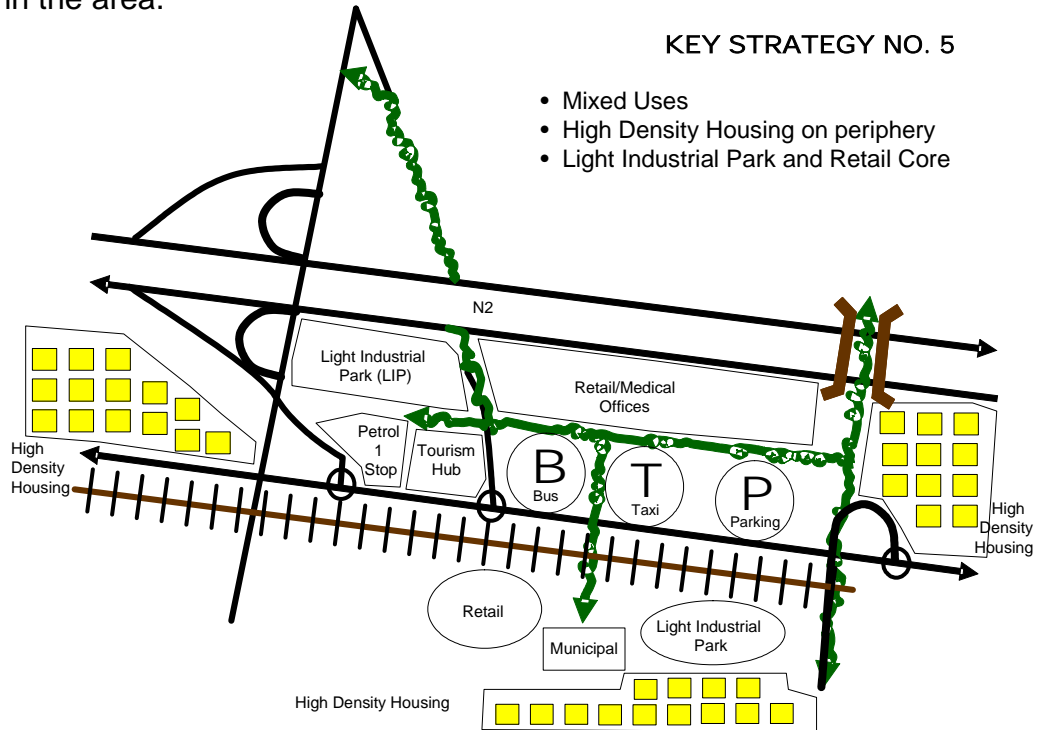 in the area.
KEY STRATEGY NO. 5
• Mixed Uses
• High Density Housing on periphery
• Light Industrial Park and Retail Core
N2
Light Industrial
Park (LIP)
Retail/Medical
Offices
High
Density
Housing
Petrol
1
Stop
Tourism
Hub
B
Bus
T
Taxi
P
Parking
High
Density
Housing
Retail
Municipal
Light Industrial
Park
High Density Housing